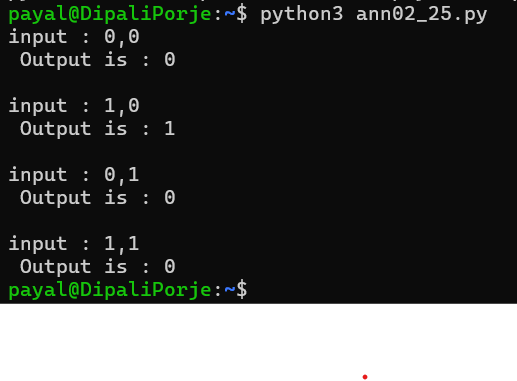 payal@DipaliPorje:~$ python3 ann02_25.py
input : 0,0
 Output is : 0

input : 1,0
 Output is : 1

input : 0,1
 Output is : 0

input : 1,1
 Output is : 0
payal@DipaliPorje:~$